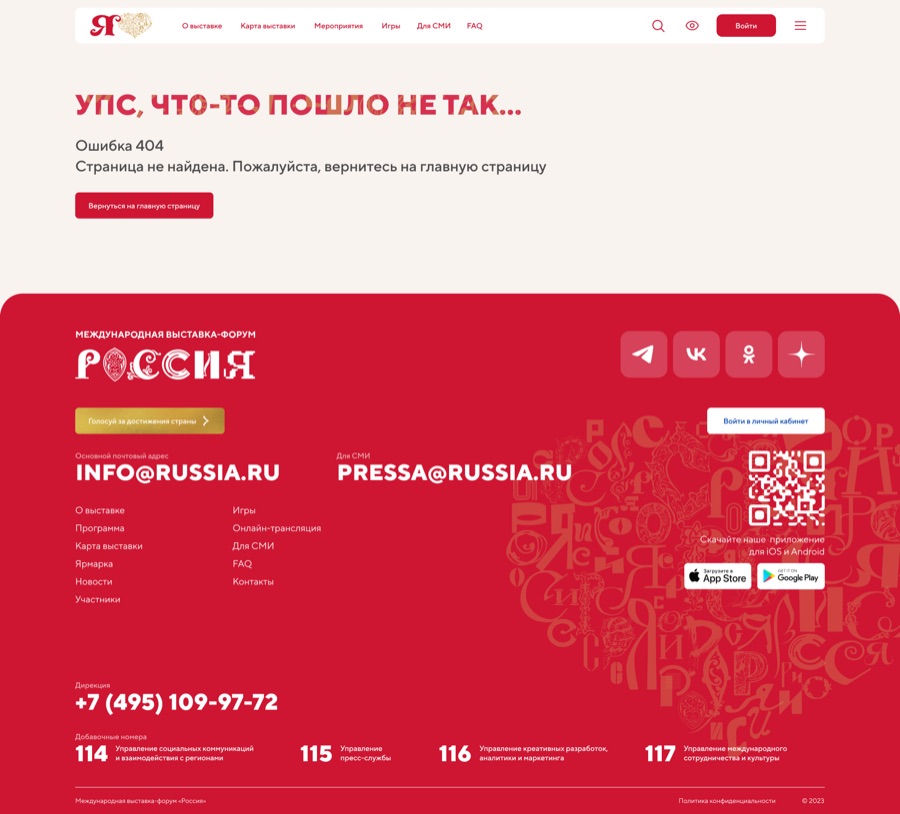 Я
О выставке
Карта выставки
Мероприятия
Игры
Для СМИ
FAQ
Войти
УПС, ЧТО-ТО ПОШЛО НЕ ТАК...
Ошибка 404
Страница не найдена. Пожалуйста, вернитесь на главную страницу
Вернуться на главную страницу
МЕЖДУНАРОДНАЯ ВЫСТАВКА-ФОРУМ
РОССИЯ
Голосуй за достижения страны
Войти в личный кабинет
Основной почтовый адрес
INFO@RUSSIA.RU
Для СМИ
PRESSA@RUSSIA.RU
О выставке
Программа
Карта выставки
Ярмарка
Новости
Участники
Игры
Онлайн-трансляция
Для СМИ
FAQ
Контакты
Скачайте наше приложение
для iOS и Android
Загрузите в
App Store
GET IT ON
Google Play
Дирекция
+7 (495) 109-97-72
Добавочные номера
114
Управление социальных коммуникаций
и взаимодействия с регионами
115
Управление
пресс-службы
116
Управление креативных разработок,
аналитики и маркетинга
117
Управление международного
сотрудничества и культуры
Международная выставка-форум «Россия»
Политика конфиденциальности
© 2023